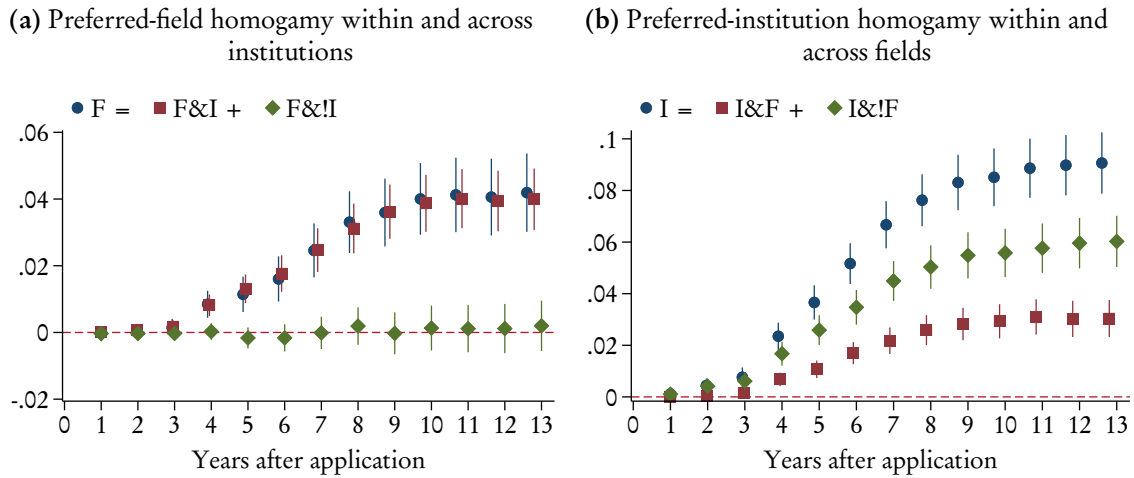 (a) Preferred-field homogamy within and across
institutions
F = F&I + F&!I
.06
.04
.02
0
-.02
0 1 2 3 4 5 6 7 8 9 10 11 12 13
Years after application
(b) Preferred-institution homogamy within and
across fields
I = I&F + I&!F
.1
.08
.06
.04
.02
0
0 1 2 3 4 5 6 7 8 9 10 11 12 13
Years after application